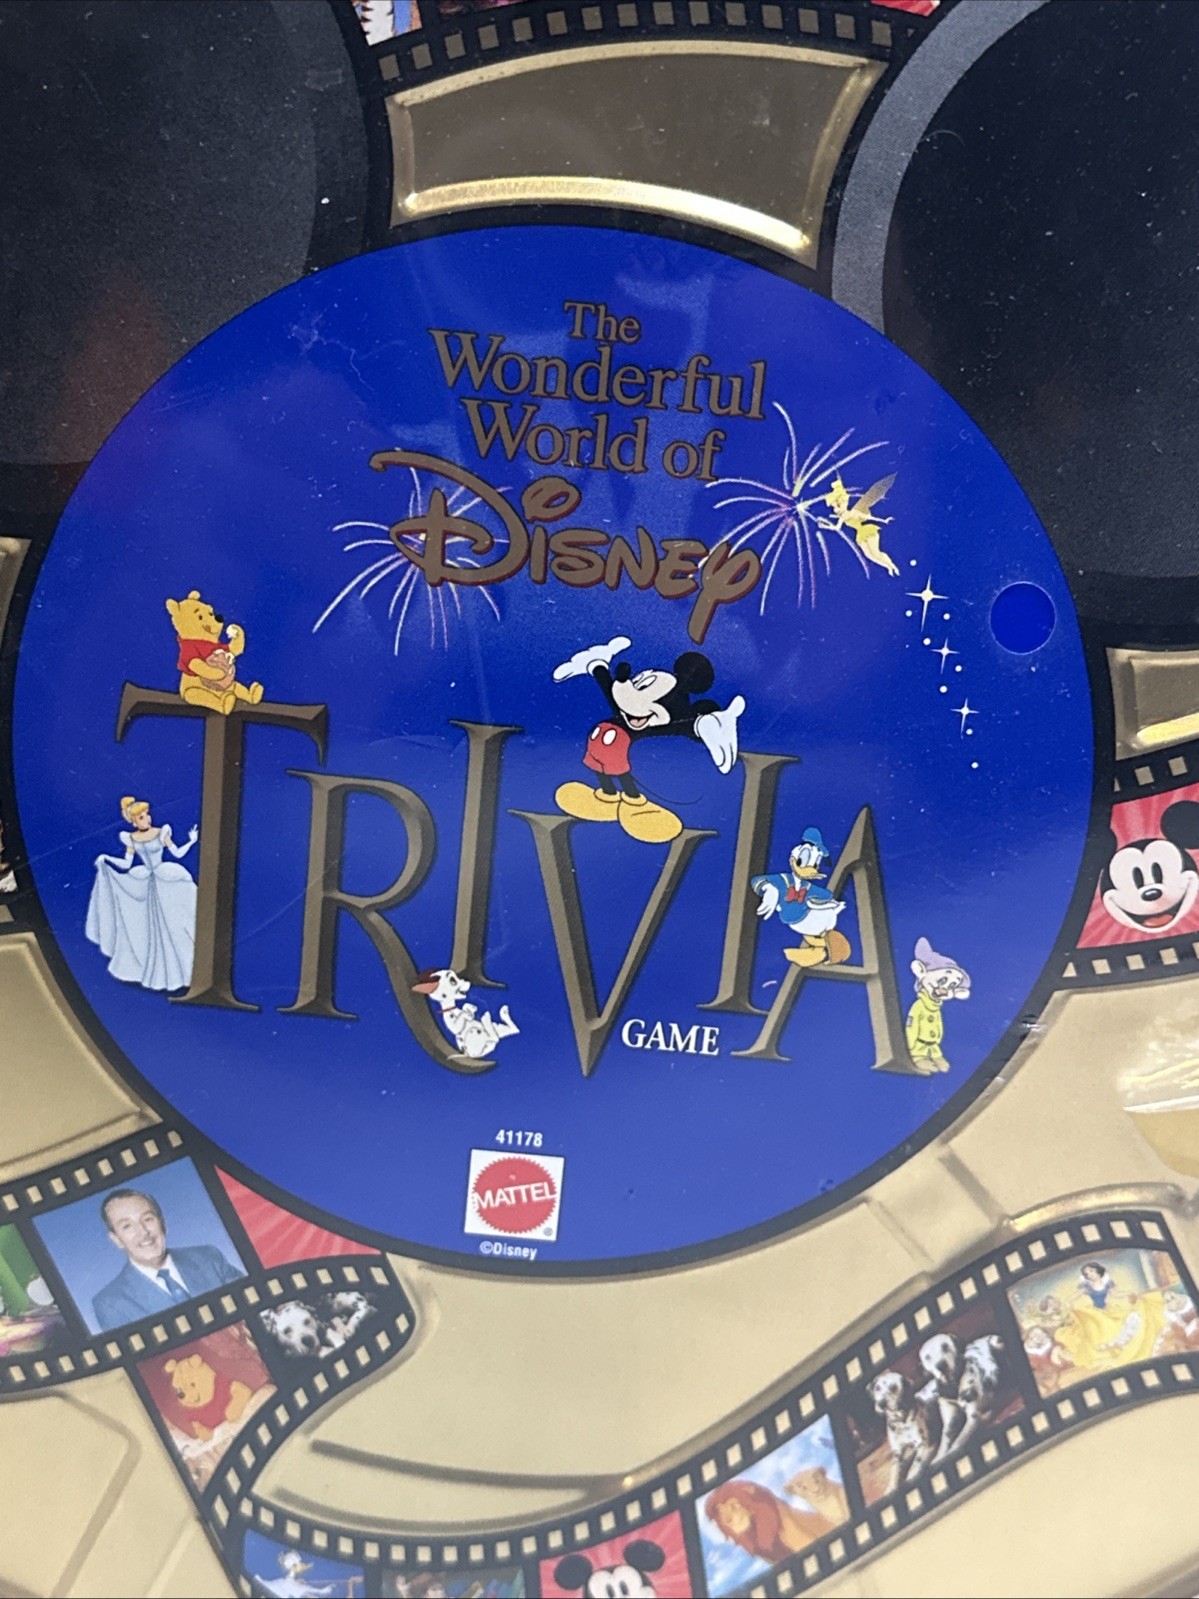 The
Wonderful
World of
Disney
TRIVIA
GAME
41178
MATTEL
®
©Disney